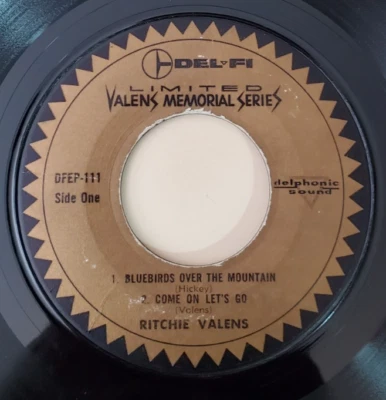 DEL-FI
LIMITED
VALENS MEMORIAL SERIES
DFEP-111
Side One
delphonic
sound
1. BLUEBIRDS OVER THE MOUNTAIN
(Hickey)
2. COME ON LET'S GO
(Valens)
RITCHIE VALENS